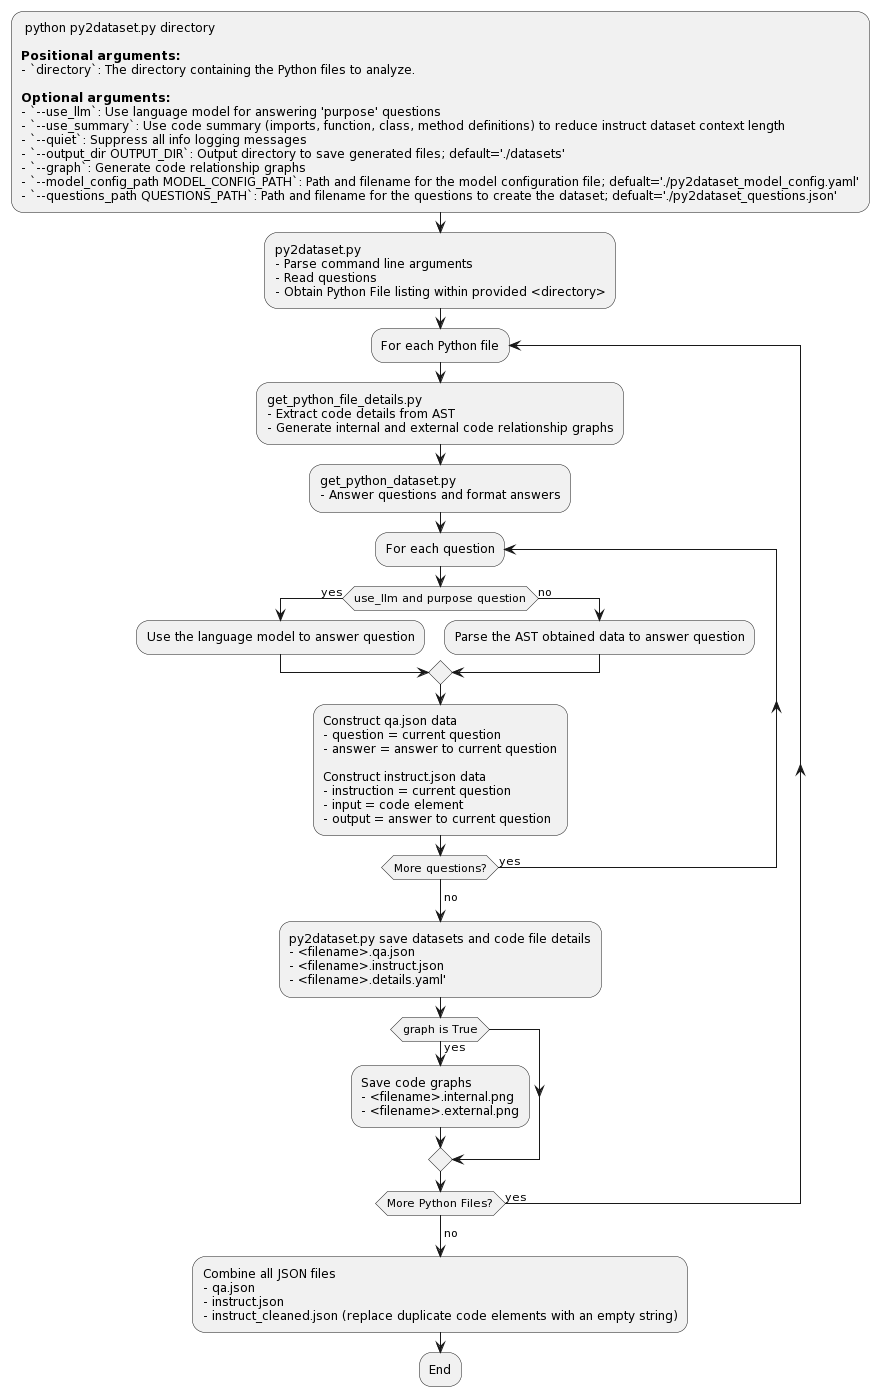 python py2dataset.py directory
Positional arguments:
- `directory`: The directory containing the Python files to analyze.
Optional arguments:
- `--use_llm`: Use language model for answering 'purpose' questions
- `--use_summary`: Use code summary (imports, function, class, method definitions) to reduce instruct dataset context length
- `--quiet`: Suppress all info logging messages
- `--output_dir OUTPUT_DIR`: Output directory to save generated files; default='./datasets'
- `--graph`: Generate code relationship graphs
- `--model_config_path MODEL_CONFIG_PATH`: Path and filename for the model configuration file; defualt='./py2dataset_model_config.yaml'
- `--questions_path QUESTIONS_PATH`: Path and filename for the questions to create the dataset; defualt='./py2dataset_questions.json'
py2dataset.py
- Parse command line arguments
- Read questions
- Obtain Python File listing within provided <directory>
For each Python file
get_python_file_details.py
- Extract code details from AST
- Generate internal and external code relationship graphs
get_python_dataset.py
- Answer questions and format answers
For each question
yes
use_llm and purpose question
no
Use the language model to answer question
Parse the AST obtained data to answer question
Construct qa.json data
- question = current question
- answer = answer to current question
Construct instruct.json data
- instruction = current question
- input = code element
- output = answer to current question
More questions?
yes
no
py2dataset.py save datasets and code file details
- <filename>.qa.json
- <filename>.instruct.json
- <filename>.details.yaml'
graph is True
yes
Save code graphs
- <filename>.internal.png
- <filename>.external.png
More Python Files?
yes
no
Combine all JSON files
- qa.json
- instruct.json
- instruct_cleaned.json (replace duplicate code elements with an empty string)
End